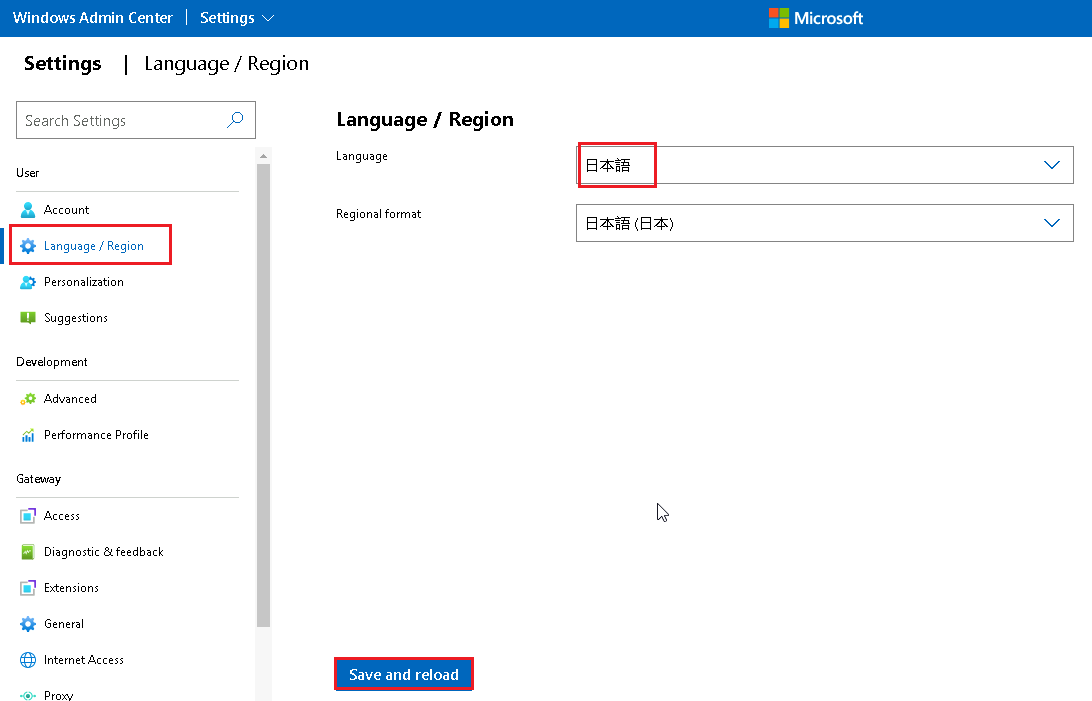 Windows Admin Center | Settings
Microsoft
Settings | Language / Region
Search Settings
User
Account
Language / Region
Personalization
Suggestions
Development
Advanced
Performance Profile
Gateway
Access
Diagnostic & feedback
Extensions
General
Internet Access
Proxy
Language / Region
Language
日本語
Regional format
日本語 (日本)
Save and reload